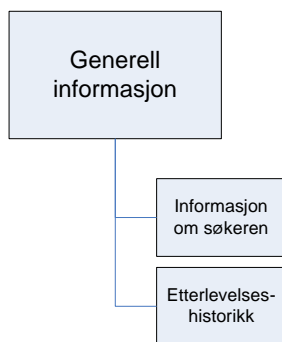 Generell
informasjon
Informasjon
om søkeren
Etterlevelses-
historikk